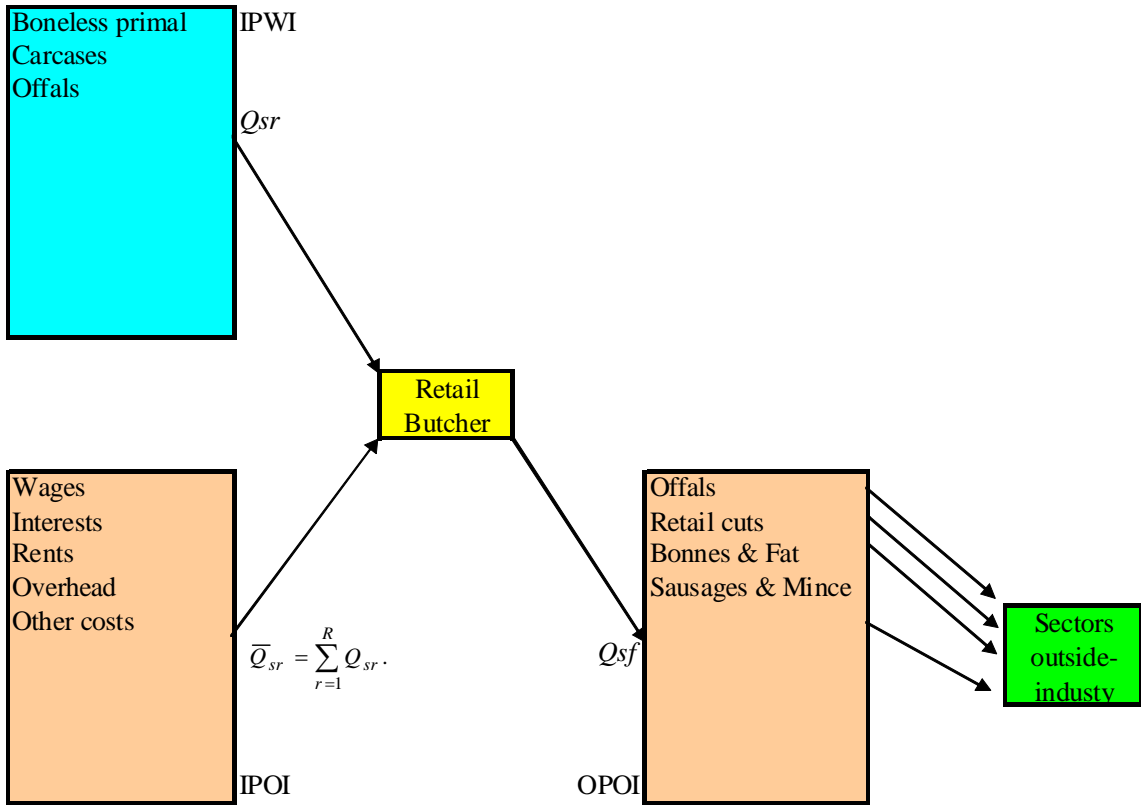 Boneless primal
Carcases
Offals
IPWI
Qsr
Retail
Butcher
Wages
Interests
Rents
Overhead
Other costs
Q̅sr = ∑_{r=1}^{R} Qsr.
IPOI
Offals
Retail cuts
Bonnes & Fat
Sausages & Mince
Qsf
OPOI
Sectors
outside-
industy